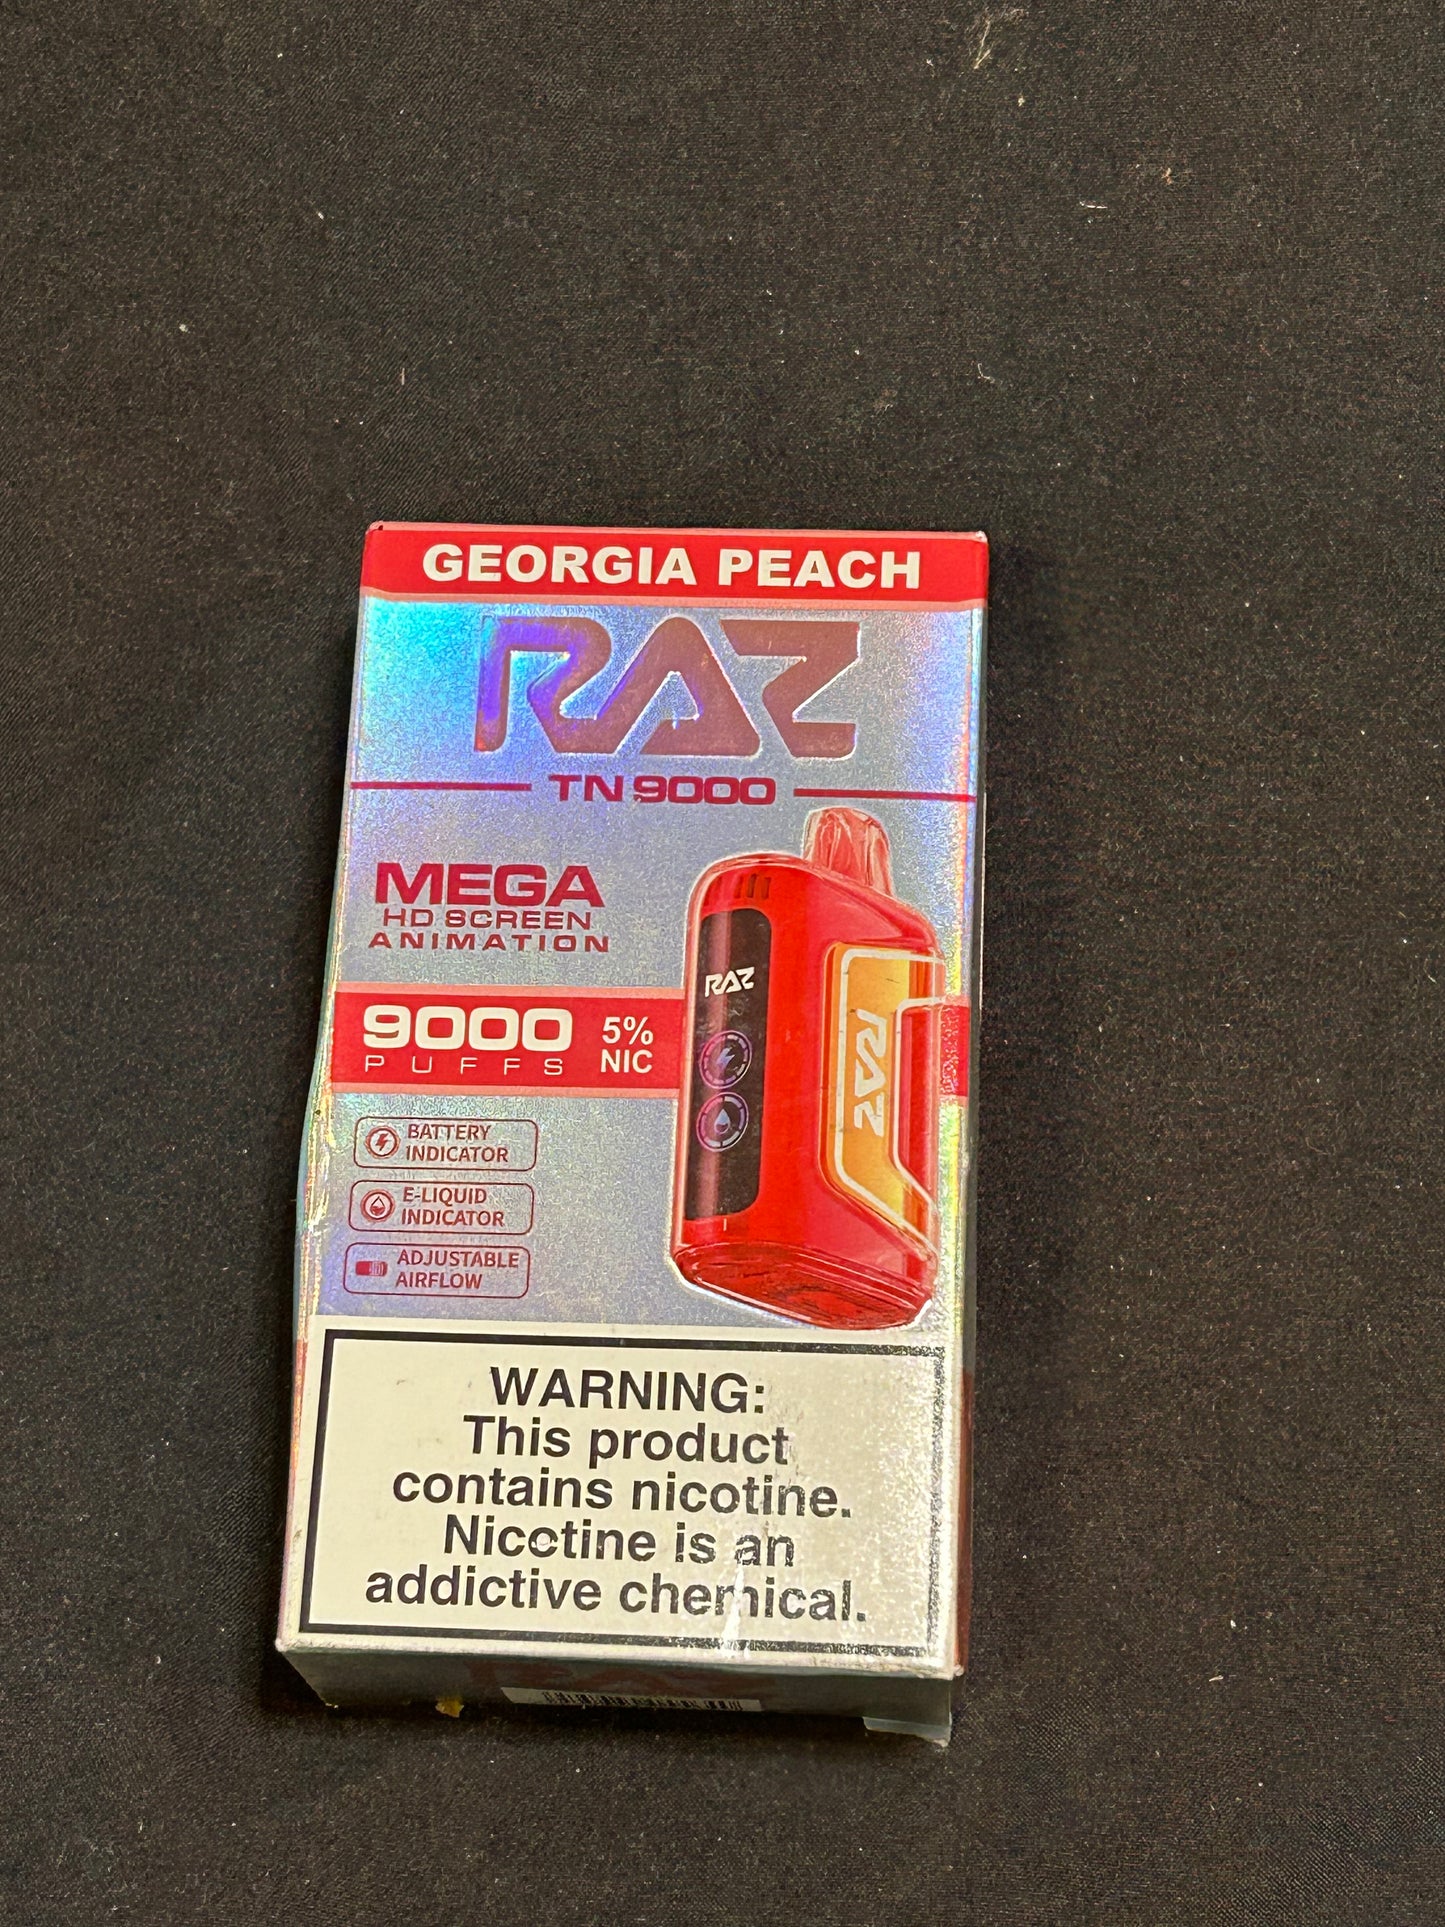 GEORGIA PEACH
RAZ
TN 9000
MEGA
HD SCREEN
ANIMATION
RAZ
RAZ
9000
PUFFS
5%
NIC
BATTERY
INDICATOR
E-LIQUID
INDICATOR
ADJUSTABLE
AIRFLOW
WARNING:
This product
contains nicotine.
Nicotine is an
addictive chemical.